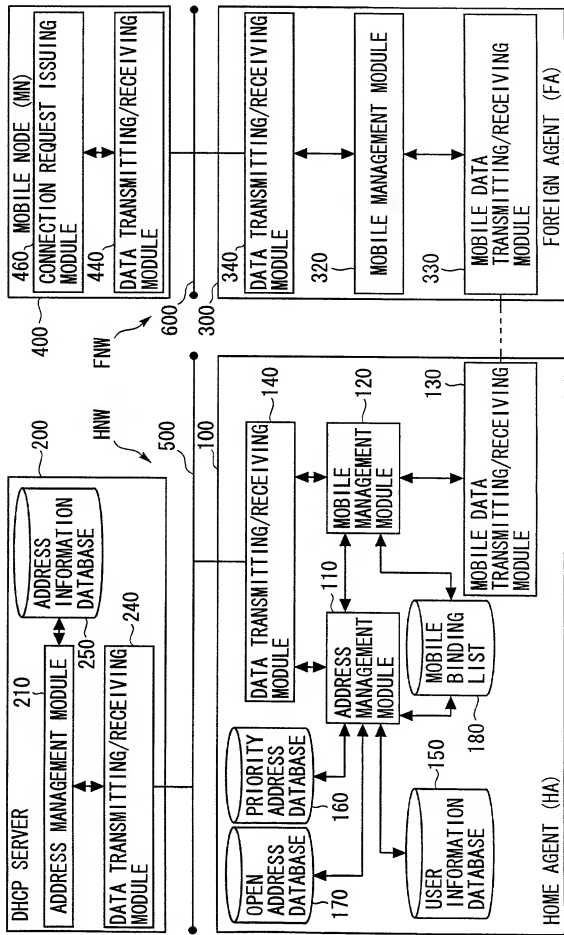 DHCP SERVER
200
210
ADDRESS MANAGEMENT MODULE
ADDRESS
INFORMATION
DATABASE
250
240
DATA TRANSMITTING/RECEIVING
MODULE
HNW
500
FNW
460
MOBILE NODE (MN)
400
CONNECTION REQUEST ISSUING
MODULE
440
DATA TRANSMITTING/RECEIVING
MODULE
600
100
140
DATA TRANSMITTING/RECEIVING
MODULE
PRIORITY
ADDRESS
DATABASE
160
OPEN
ADDRESS
DATABASE
170
110
ADDRESS
MANAGEMENT
MODULE
120
MOBILE
MANAGEMENT
MODULE
150
USER
INFORMATION
DATABASE
MOBILE
BINDING
LIST
180
130
MOBILE DATA
TRANSMITTING/RECEIVING
MODULE
HOME AGENT (HA)
300
340
DATA TRANSMITTING/RECEIVING
MODULE
320
MOBILE MANAGEMENT MODULE
330
MOBILE DATA
TRANSMITTING/RECEIVING
MODULE
FOREIGN AGENT (FA)